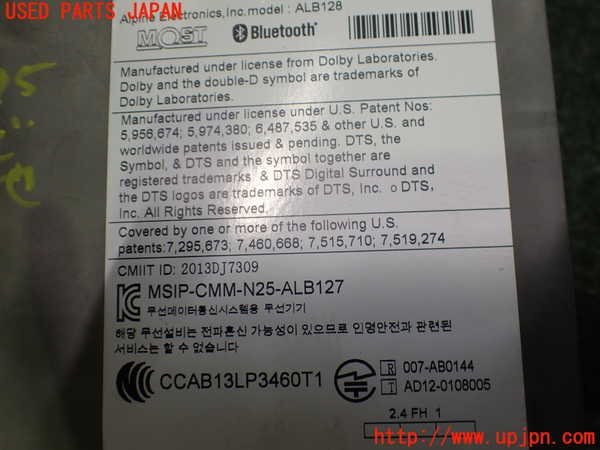 USED PARTS JAPAN
Alpine Electronics,Inc.model : ALB128
MOST Bluetooth®
Manufactured under license from Dolby Laboratories.
Dolby and the double-D symbol are trademarks of
Dolby Laboratories.
Manufactured under license under U.S. Patent Nos:
5,956,674; 5,974,380; 6,487,535 & other U.S. and
worldwide patents issued & pending. DTS, the
Symbol, & DTS and the symbol together are
registered trademarks & DTS Digital Surround and
the DTS logos are trademarks of DTS, Inc. o DTS,
Inc. All Rights Reserved.
Covered by one or more of the following U.S.
patents:7,295,673; 7,460,668; 7,515,710; 7,519,274
CMIIT ID: 2013DJ7309
MSIP-CMM-N25-ALB127
무선데이터통신시스템용 무선기기
해당 무선설비는 전파혼신 가능성이 있으므로 인명안전과 관련된
서비스는 할 수 없습니다
CCAB13LP3460T1
R 007-AB0144
T AD12-0108005
2.4 FH 1
http://www.upjpn.com